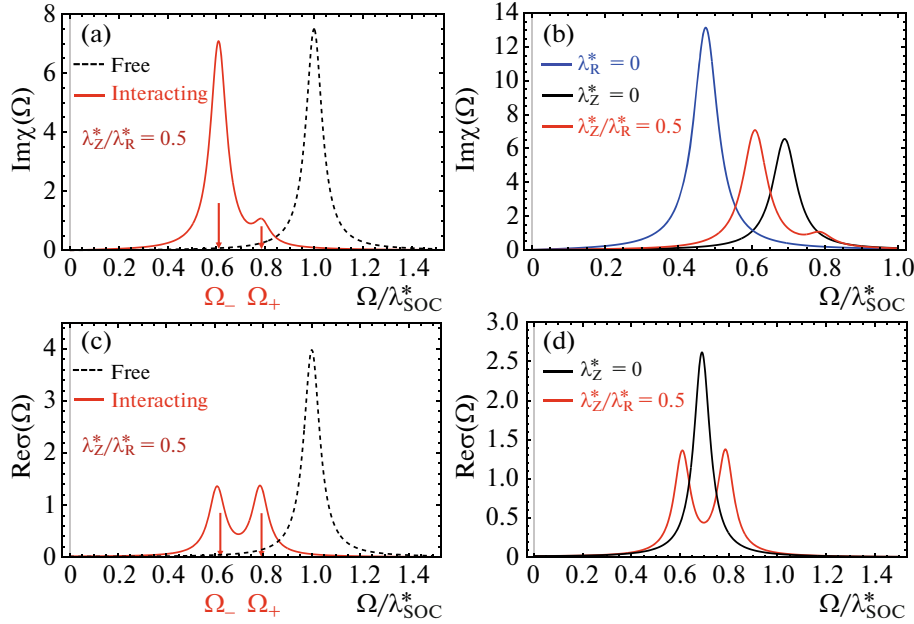 (a)
Free
Interacting
λ*Z/λ*R = 0.5
Imχ(Ω)
8
6
4
2
0
0 0.2 0.4 0.6 0.8 1.0 1.2 1.4
Ω− Ω+ Ω/λ*SOC
(b)
λ*R = 0
λ*Z = 0
λ*Z/λ*R = 0.5
Imχ(Ω)
14
12
10
8
6
4
2
0
0 0.2 0.4 0.6 0.8 1.0
Ω/λ*SOC
(c)
Free
Interacting
λ*Z/λ*R = 0.5
Reσ(Ω)
4
3
2
1
0
0 0.2 0.4 0.6 0.8 1.0 1.2 1.4
Ω− Ω+ Ω/λ*SOC
(d)
λ*Z = 0
λ*Z/λ*R = 0.5
Reσ(Ω)
3.0
2.5
2.0
1.5
1.0
0.5
0
0 0.2 0.4 0.6 0.8 1.0 1.2 1.4
Ω/λ*SOC